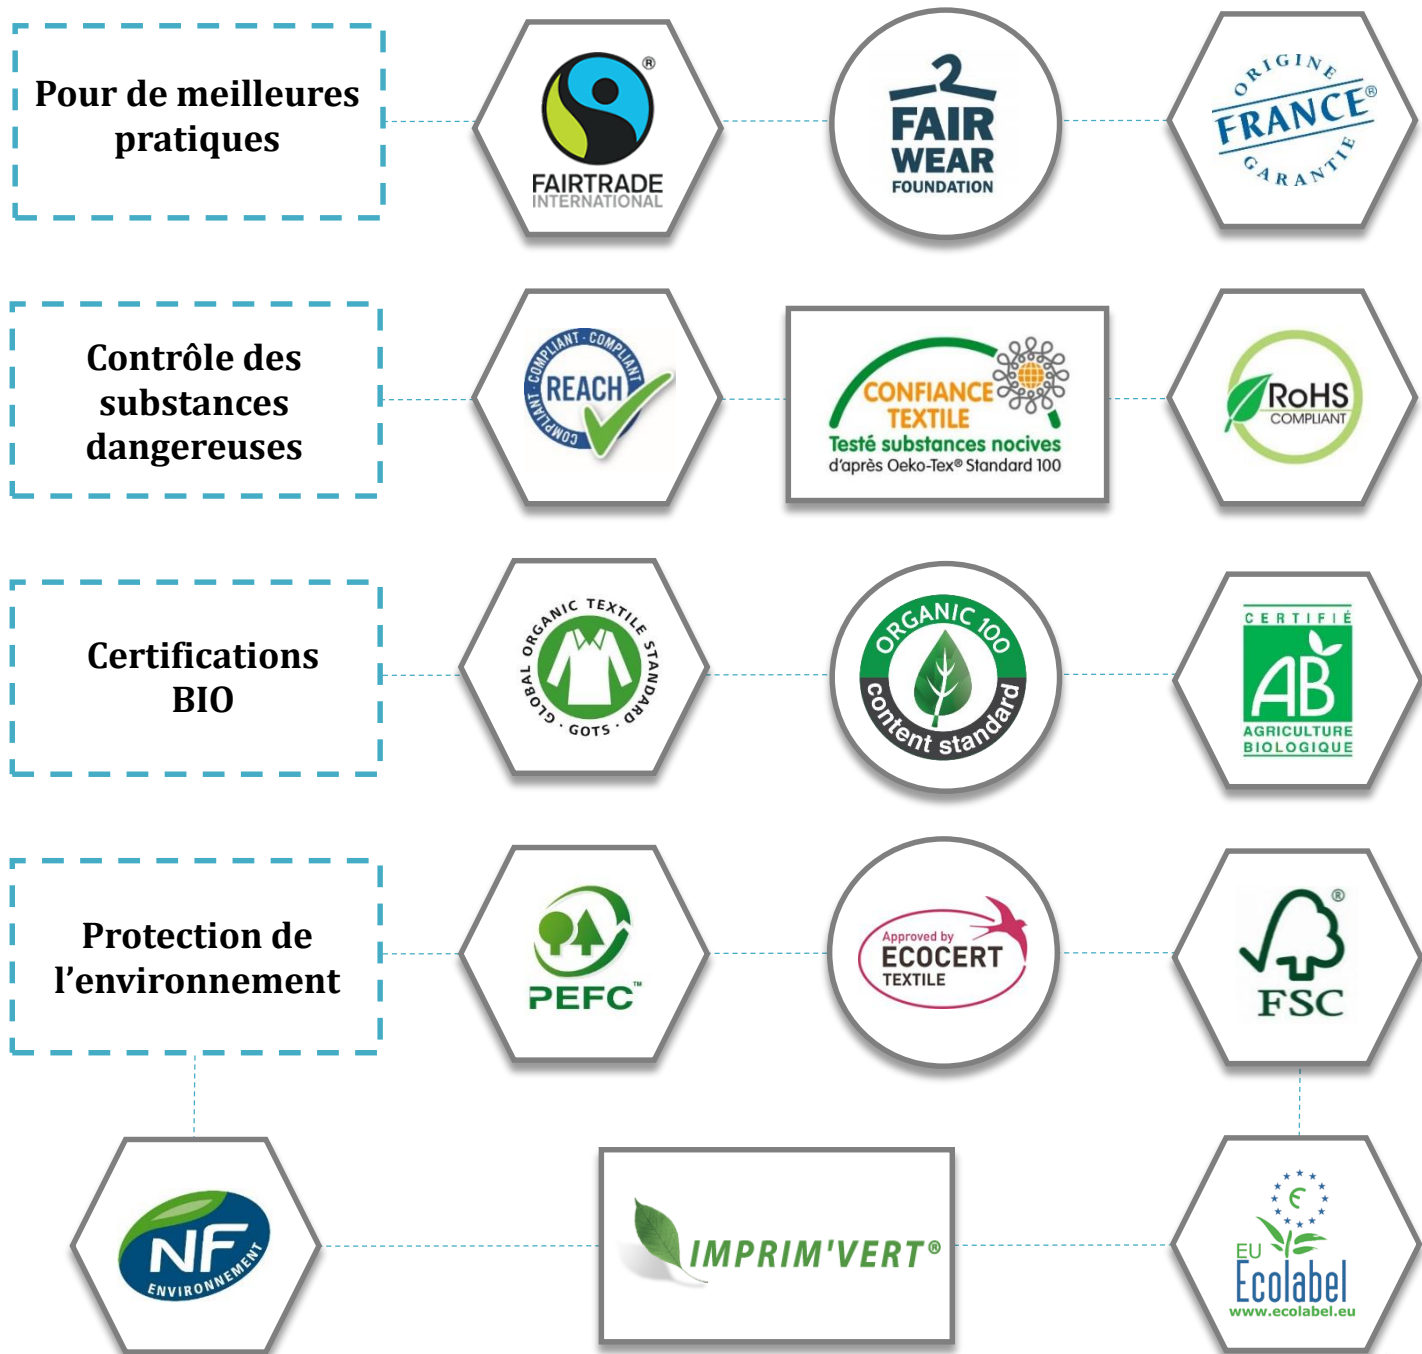 Pour de meilleures
pratiques
®
FAIRTRADE
INTERNATIONAL
FAIR
WEAR
FOUNDATION
ORIGINE
FRANCE®
GARANTIE
Contrôle des
substances
dangereuses
COMPLIANT · COMPLIANT · COMPLIANT
REACH
CONFIANCE
TEXTILE
Testé substances nocives
d'après Oeko-Tex® Standard 100
RoHS
COMPLIANT
Certifications
BIO
GLOBAL ORGANIC TEXTILE STANDARD · GOTS ·
ORGANIC 100
content standard
CERTIFIÉ
AB
AGRICULTURE
BIOLOGIQUE
Protection de
l’environnement
PEFC™
Approved by
ECOCERT
TEXTILE
®
FSC
NF
ENVIRONNEMENT
IMPRIM'VERT®
EU
Ecolabel
www.ecolabel.eu